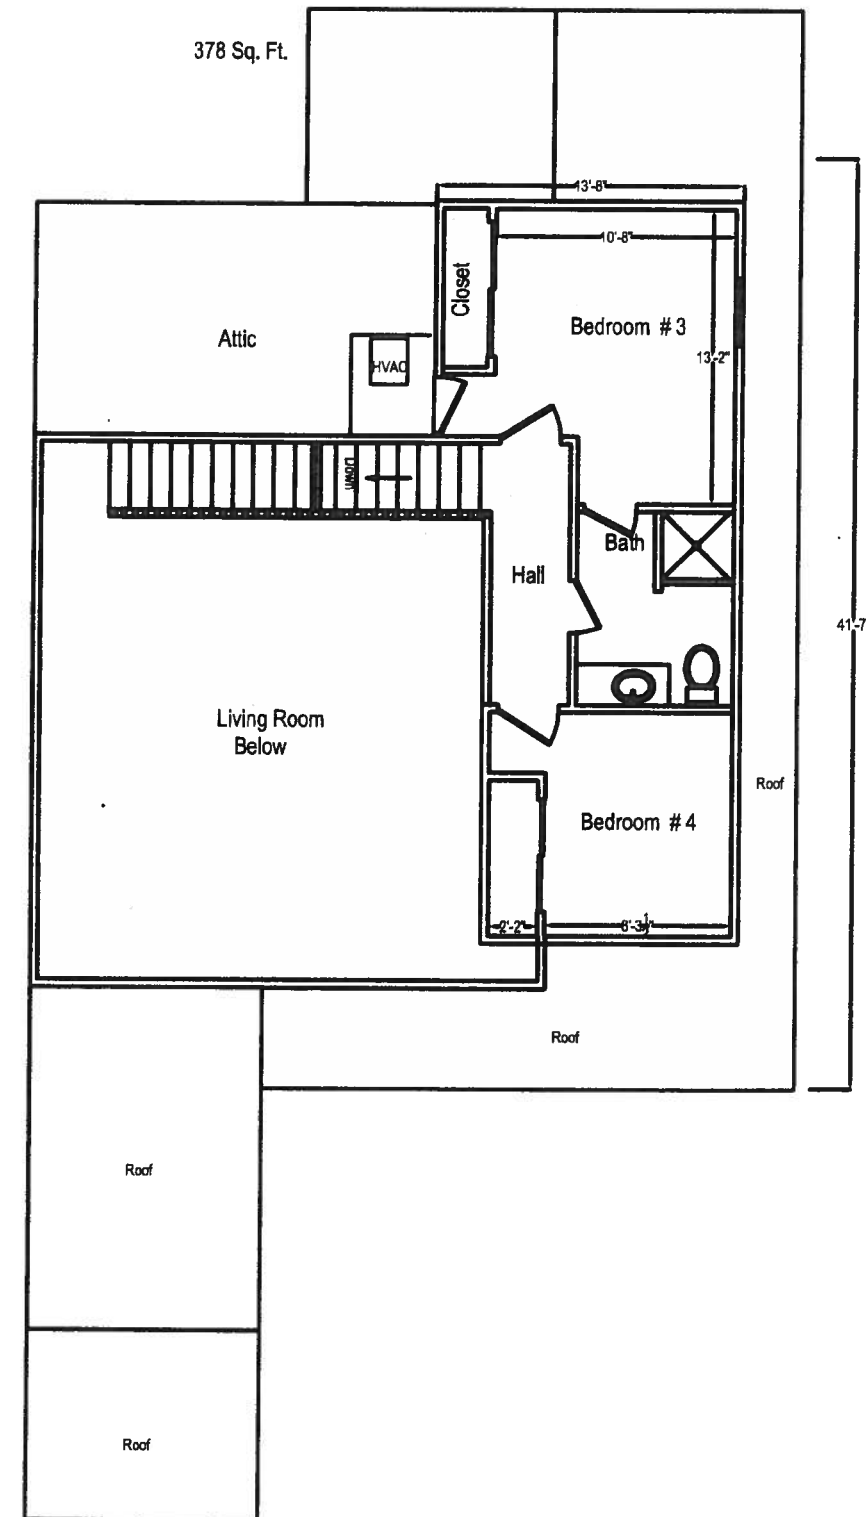 378 Sq. Ft.
13'-8"
10'-8"
Closet
Bedroom # 3
Attic
13'-2"
HVAC
Down
Bath
Hall
41'-7
Living Room
Below
Roof
Bedroom # 4
2'-2"
Roof
Roof
Roof